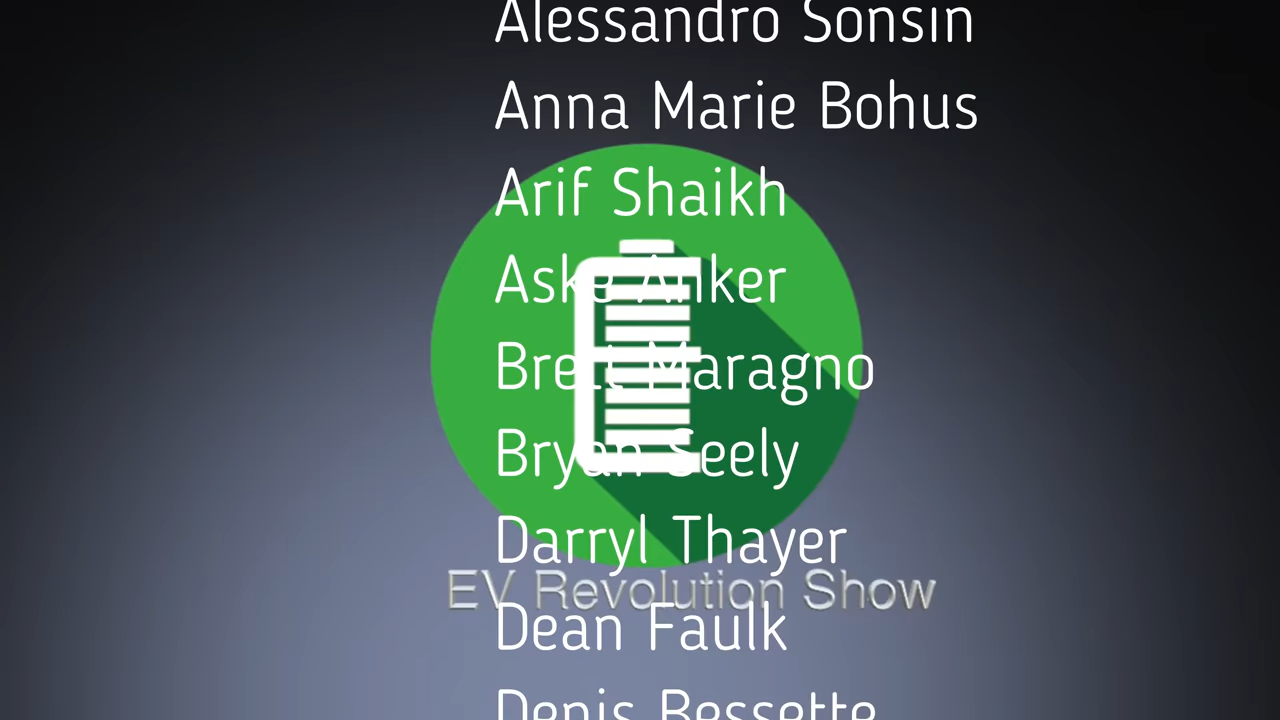 Alessandro Sonsin
Anna Marie Bohus
Arif Shaikh
Aske Anker
Brett Maragno
Bryan Seely
Darryl Thayer
EV Revolution Show
Dean Faulk
Denis Bessette